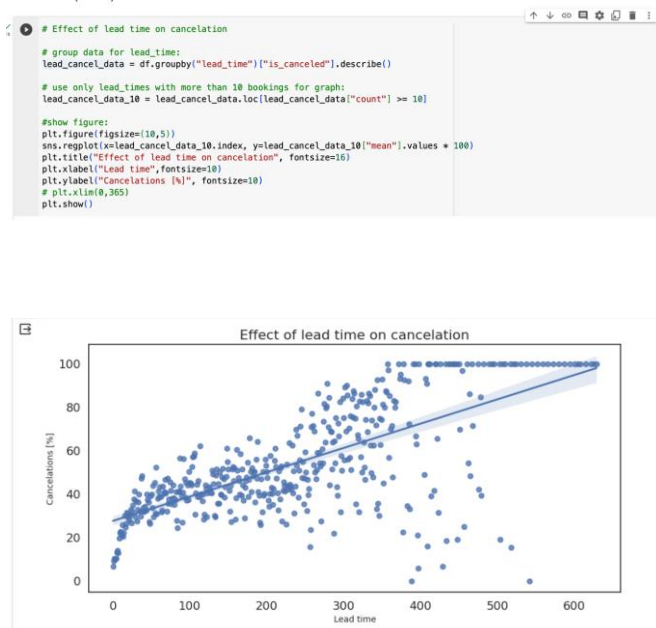 # Effect of lead time on cancelation
# group data for lead_time:
lead_cancel_data = df.groupby("lead_time")["is_canceled"].describe()
# use only lead_times with more than 10 bookings for graph:
lead_cancel_data_10 = lead_cancel_data.loc[lead_cancel_data["count"] >= 10]
#show figure:
plt.figure(figsize=(10,5))
sns.regplot(x=lead_cancel_data_10.index, y=lead_cancel_data_10["mean"].values * 100)
plt.title("Effect of lead time on cancelation", fontsize=16)
plt.xlabel("Lead time",fontsize=10)
plt.ylabel("Cancelations [%]", fontsize=10)
# plt.xlim(0,365)
plt.show()
Effect of lead time on cancelation
100
80
60
40
20
0
Cancelations [%]
0 100 200 300 400 500 600
Lead time